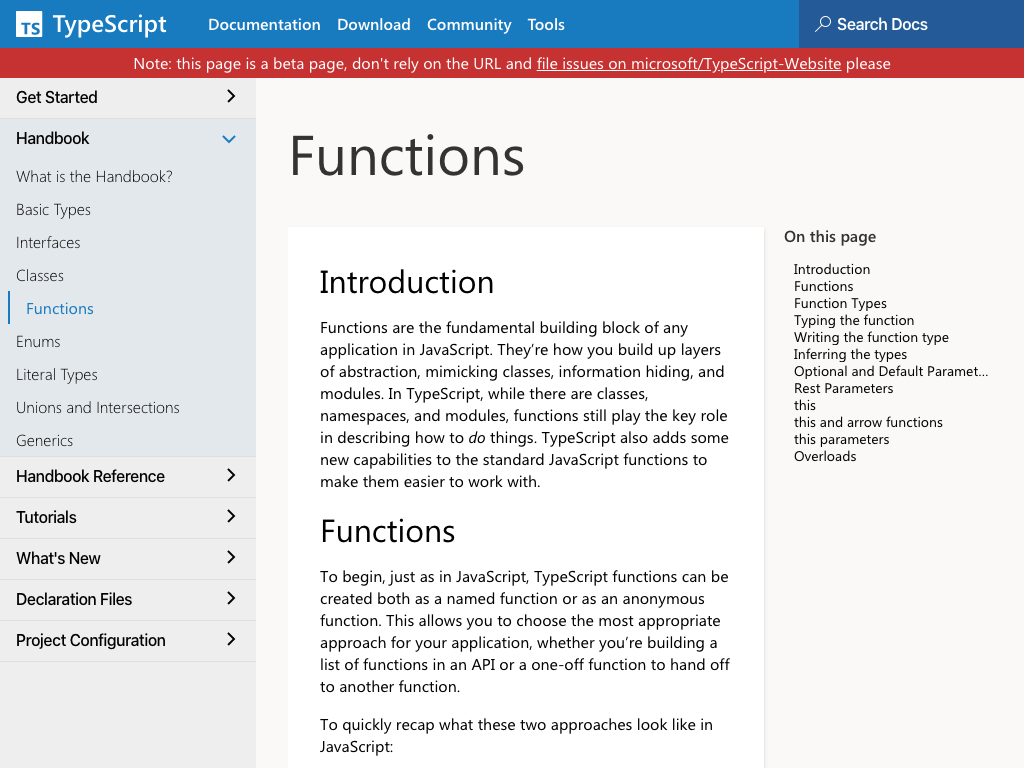 TS TypeScript Documentation Download Community Tools Search Docs
Note: this page is a beta page, don't rely on the URL and file issues on microsoft/TypeScript-Website please
Get Started
Handbook
What is the Handbook?
Basic Types
Interfaces
Classes
Functions
Enums
Literal Types
Unions and Intersections
Generics
Handbook Reference
Tutorials
What's New
Declaration Files
Project Configuration
Functions
Introduction
Functions are the fundamental building block of any
application in JavaScript. They’re how you build up layers
of abstraction, mimicking classes, information hiding, and
modules. In TypeScript, while there are classes,
namespaces, and modules, functions still play the key role
in describing how to do things. TypeScript also adds some
new capabilities to the standard JavaScript functions to
make them easier to work with.
Functions
To begin, just as in JavaScript, TypeScript functions can be
created both as a named function or as an anonymous
function. This allows you to choose the most appropriate
approach for your application, whether you’re building a
list of functions in an API or a one-off function to hand off
to another function.
To quickly recap what these two approaches look like in
JavaScript:
On this page
Introduction
Functions
Function Types
Typing the function
Writing the function type
Inferring the types
Optional and Default Paramet...
Rest Parameters
this
this and arrow functions
this parameters
Overloads